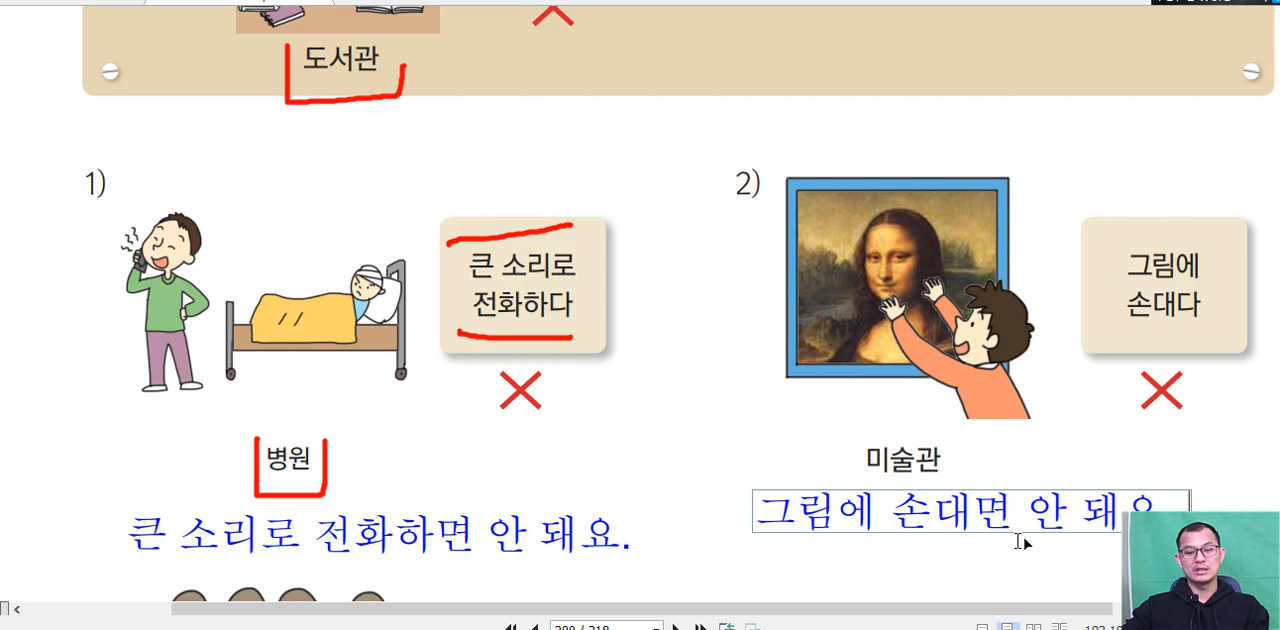 도서관
1)
큰 소리로
전화하다
병원
큰 소리로 전화하면 안 돼요.
2)
그림에
손대다
미술관
그림에 손대면 안 돼요